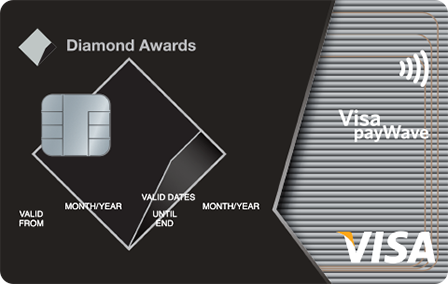 Diamond Awards
Visa
payWave
VALID DATES
MONTH/YEAR MONTH/YEAR
VALID
FROM
UNTIL
END
VISA